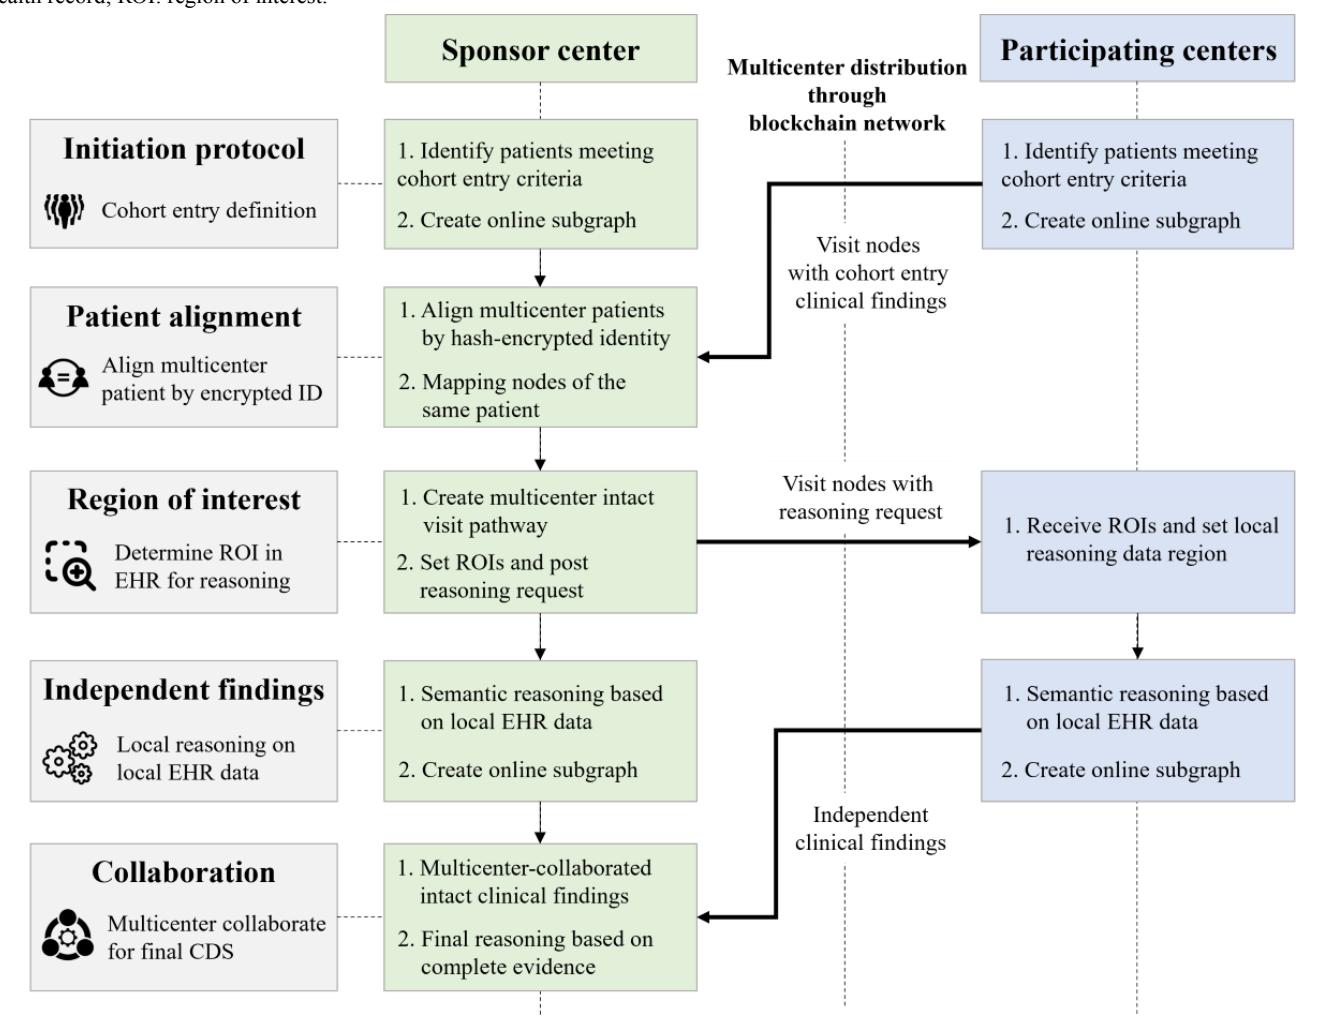 health record; ROI: region of interest.
Sponsor center
Participating centers
Multicenter distribution
through
blockchain network
Initiation protocol
Cohort entry definition
1. Identify patients meeting
cohort entry criteria
2. Create online subgraph
1. Identify patients meeting
cohort entry criteria
2. Create online subgraph
Visit nodes
with cohort entry
clinical findings
Patient alignment
Align multicenter
patient by encrypted ID
1. Align multicenter patients
by hash-encrypted identity
2. Mapping nodes of the
same patient
Region of interest
Determine ROI in
EHR for reasoning
1. Create multicenter intact
visit pathway
2. Set ROIs and post
reasoning request
Visit nodes with
reasoning request
1. Receive ROIs and set local
reasoning data region
Independent findings
Local reasoning on
local EHR data
1. Semantic reasoning based
on local EHR data
2. Create online subgraph
1. Semantic reasoning based
on local EHR data
2. Create online subgraph
Independent
clinical findings
Collaboration
Multicenter collaborate
for final CDS
1. Multicenter-collaborated
intact clinical findings
2. Final reasoning based on
complete evidence